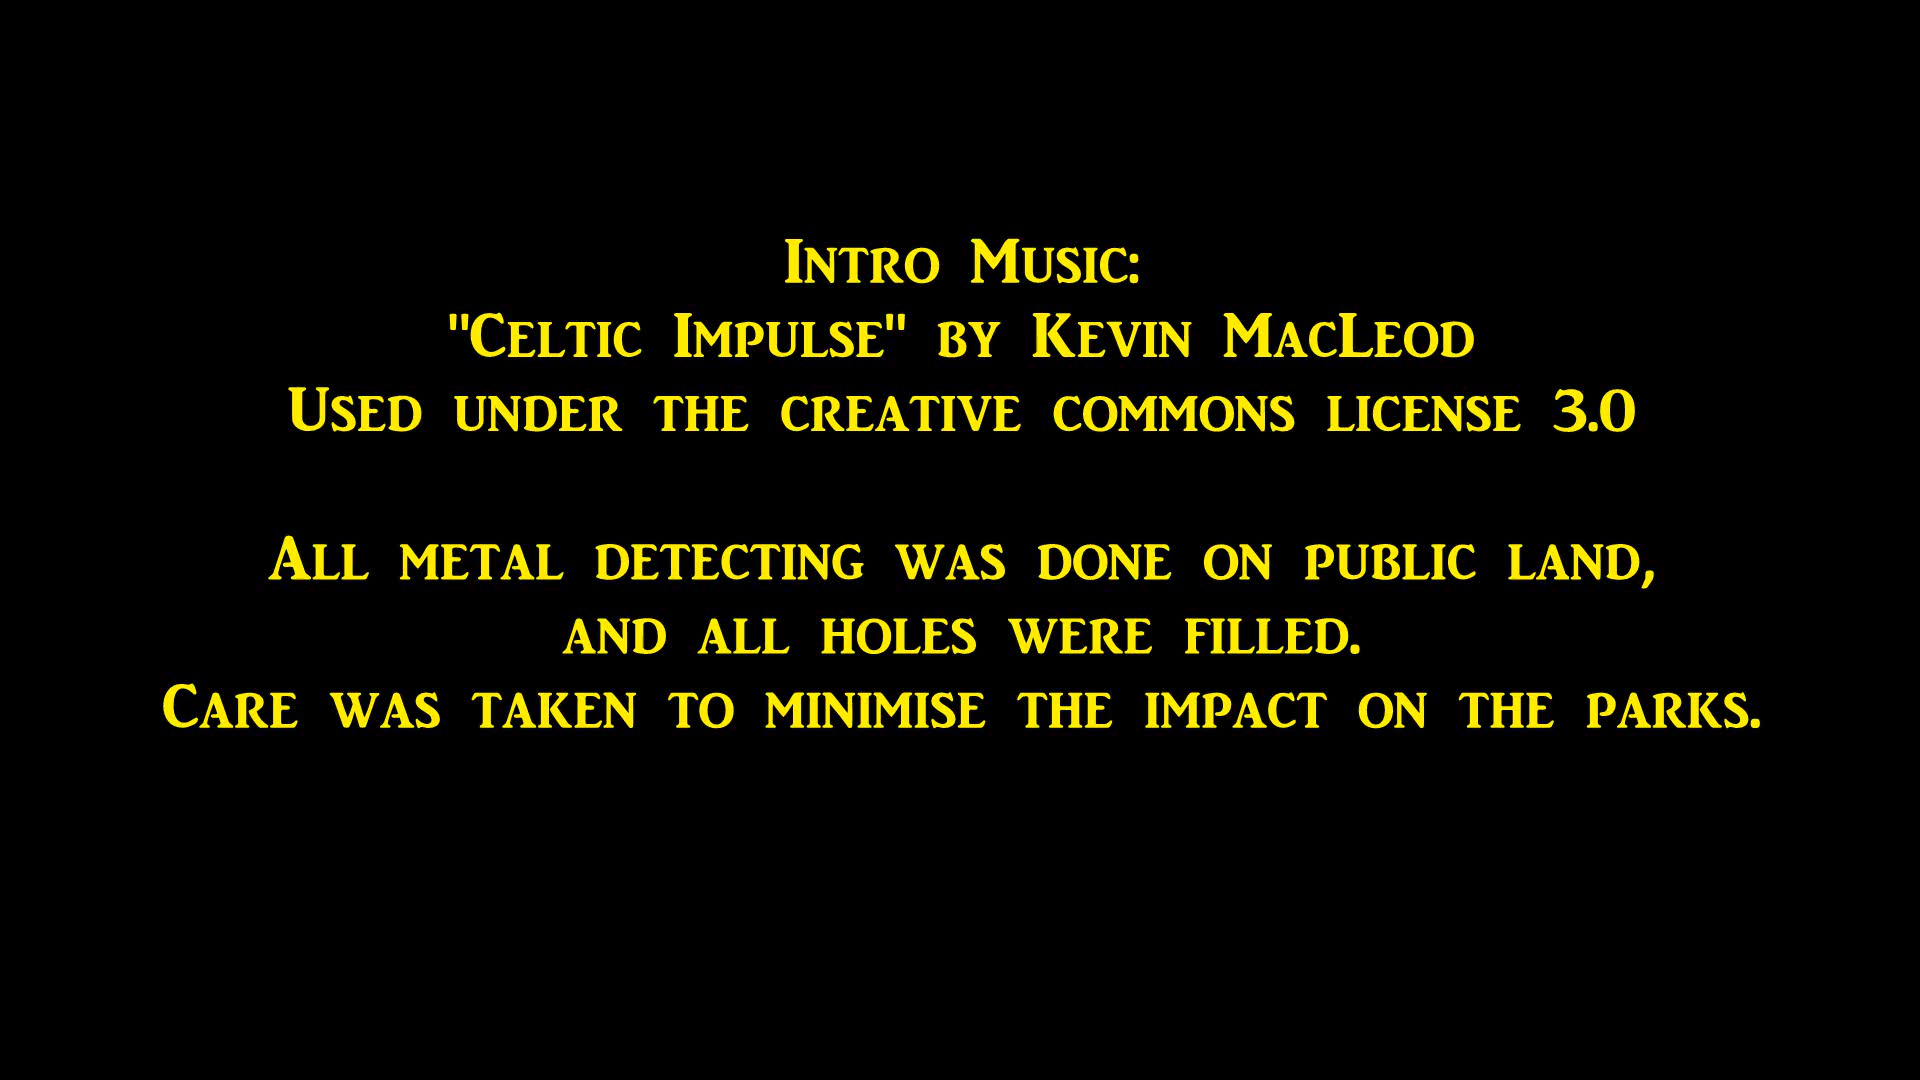 Intro Music:
"Celtic Impulse" by Kevin MacLeod
Used under the creative commons license 3.0
All metal detecting was done on public land,
and all holes were filled.
Care was taken to minimise the impact on the parks.